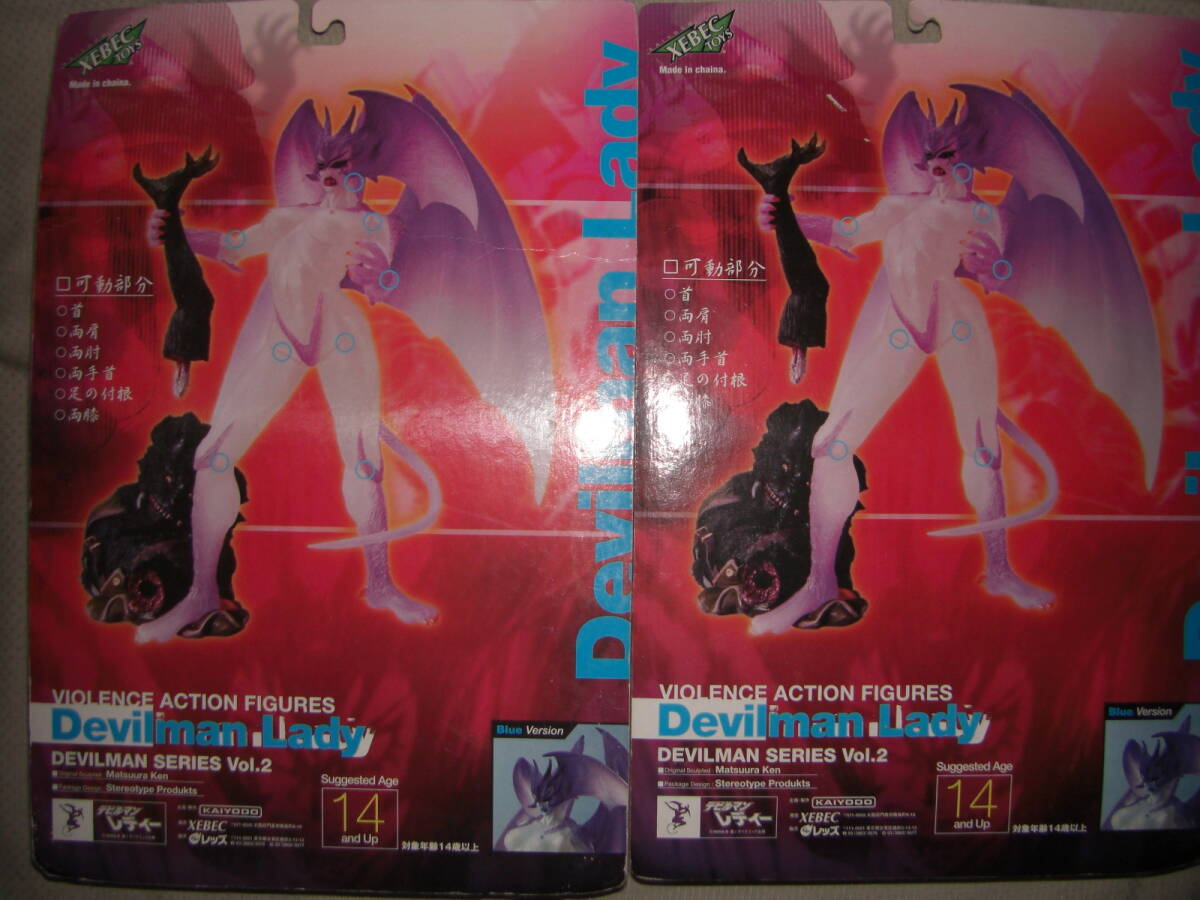 XEBEC
TOYS
Made in chaina.
Devilman Lady
□可動部分
○首
○両肩
○両肘
○両手首
○足の付根
○両膝
VIOLENCE ACTION FIGURES
Devilman Lady
DEVILMAN SERIES Vol.2
Original Sculpted : Matsuura Ken
Package Design : Stereotype Produkts
Suggested Age
14
and Up
対象年齢14歳以上
Blue Version
デビルマン
レディー
KAIYODO
XEBEC
レッズ
XEBEC
TOYS
Made in chaina.
□可動部分
○首
○両肩
○両肘
○両手首
足の付根
VIOLENCE ACTION FIGURES
Devilman Lady
DEVILMAN SERIES Vol.2
Original Sculpted : Matsuura Ken
Package Design : Stereotype Produkts
Suggested Age
14
and Up
対象年齢14歳以上
Blue Version
デビルマン
レディー
KAIYODO
XEBEC
レッズ